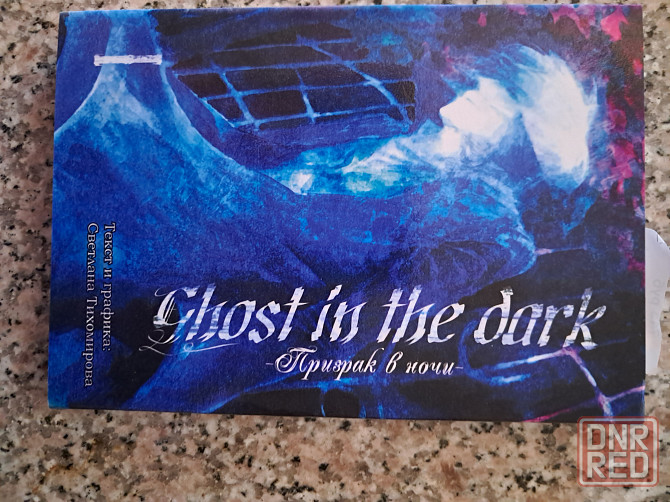 Ghost in the dark
-Призрак в ночи-
Текст и графика:
Светлана Тихомирова
DNR
RED